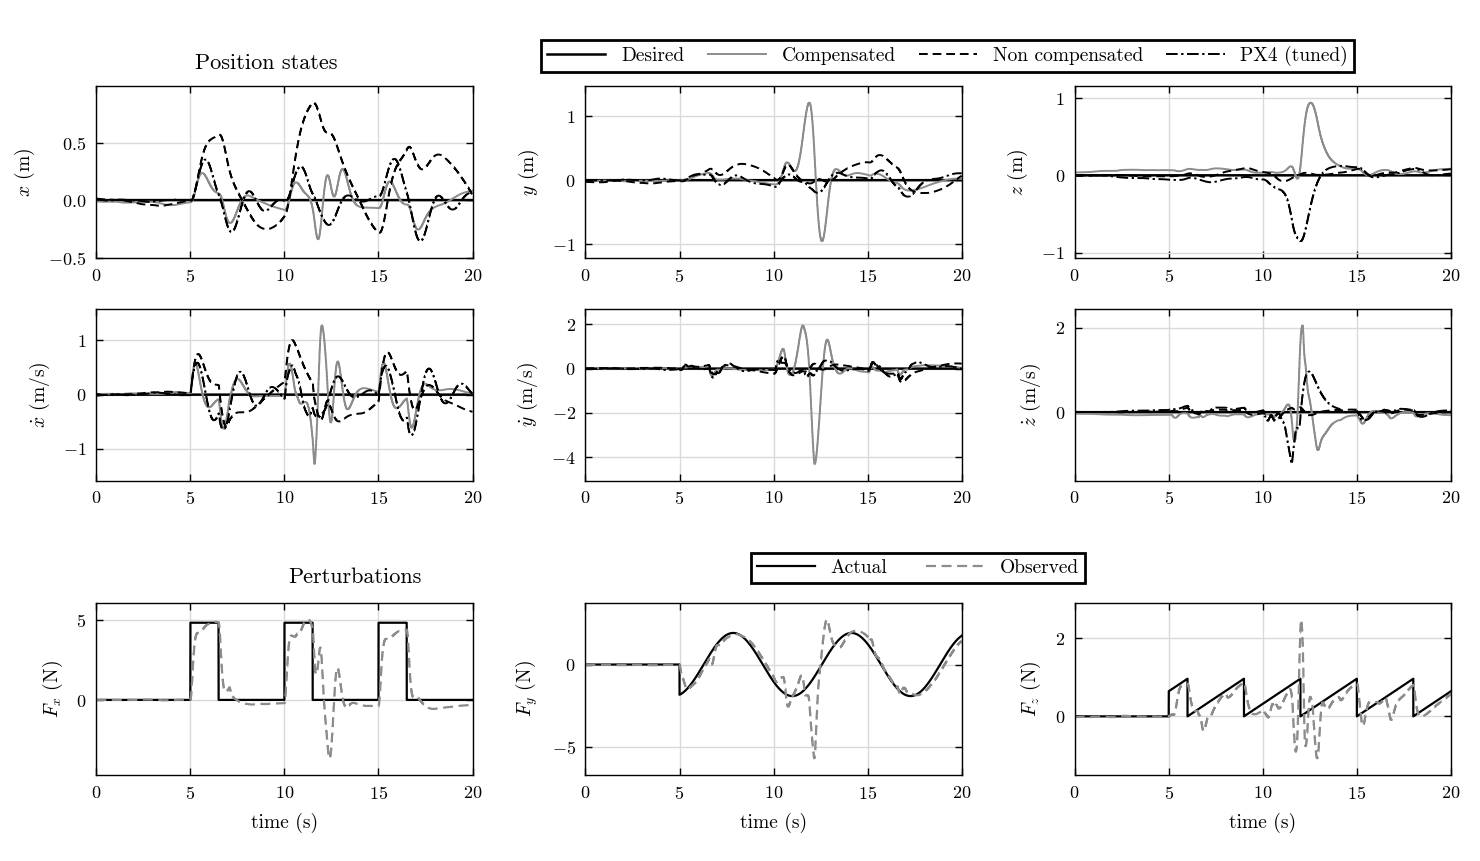 Position states
Desired Compensated Non compensated PX4 (tuned)
x (m)
0.5
0.0
−0.5
0 5 10 15 20
y (m)
1
0
−1
0 5 10 15 20
z (m)
1
0
−1
0 5 10 15 20
ẋ (m/s)
1
0
−1
0 5 10 15 20
ẏ (m/s)
2
0
−2
−4
0 5 10 15 20
ż (m/s)
2
0
0 5 10 15 20
Perturbations
Actual Observed
Fₓ (N)
5
0
0 5 10 15 20
time (s)
F_y (N)
0
−5
0 5 10 15 20
time (s)
F_z (N)
2
0
0 5 10 15 20
time (s)